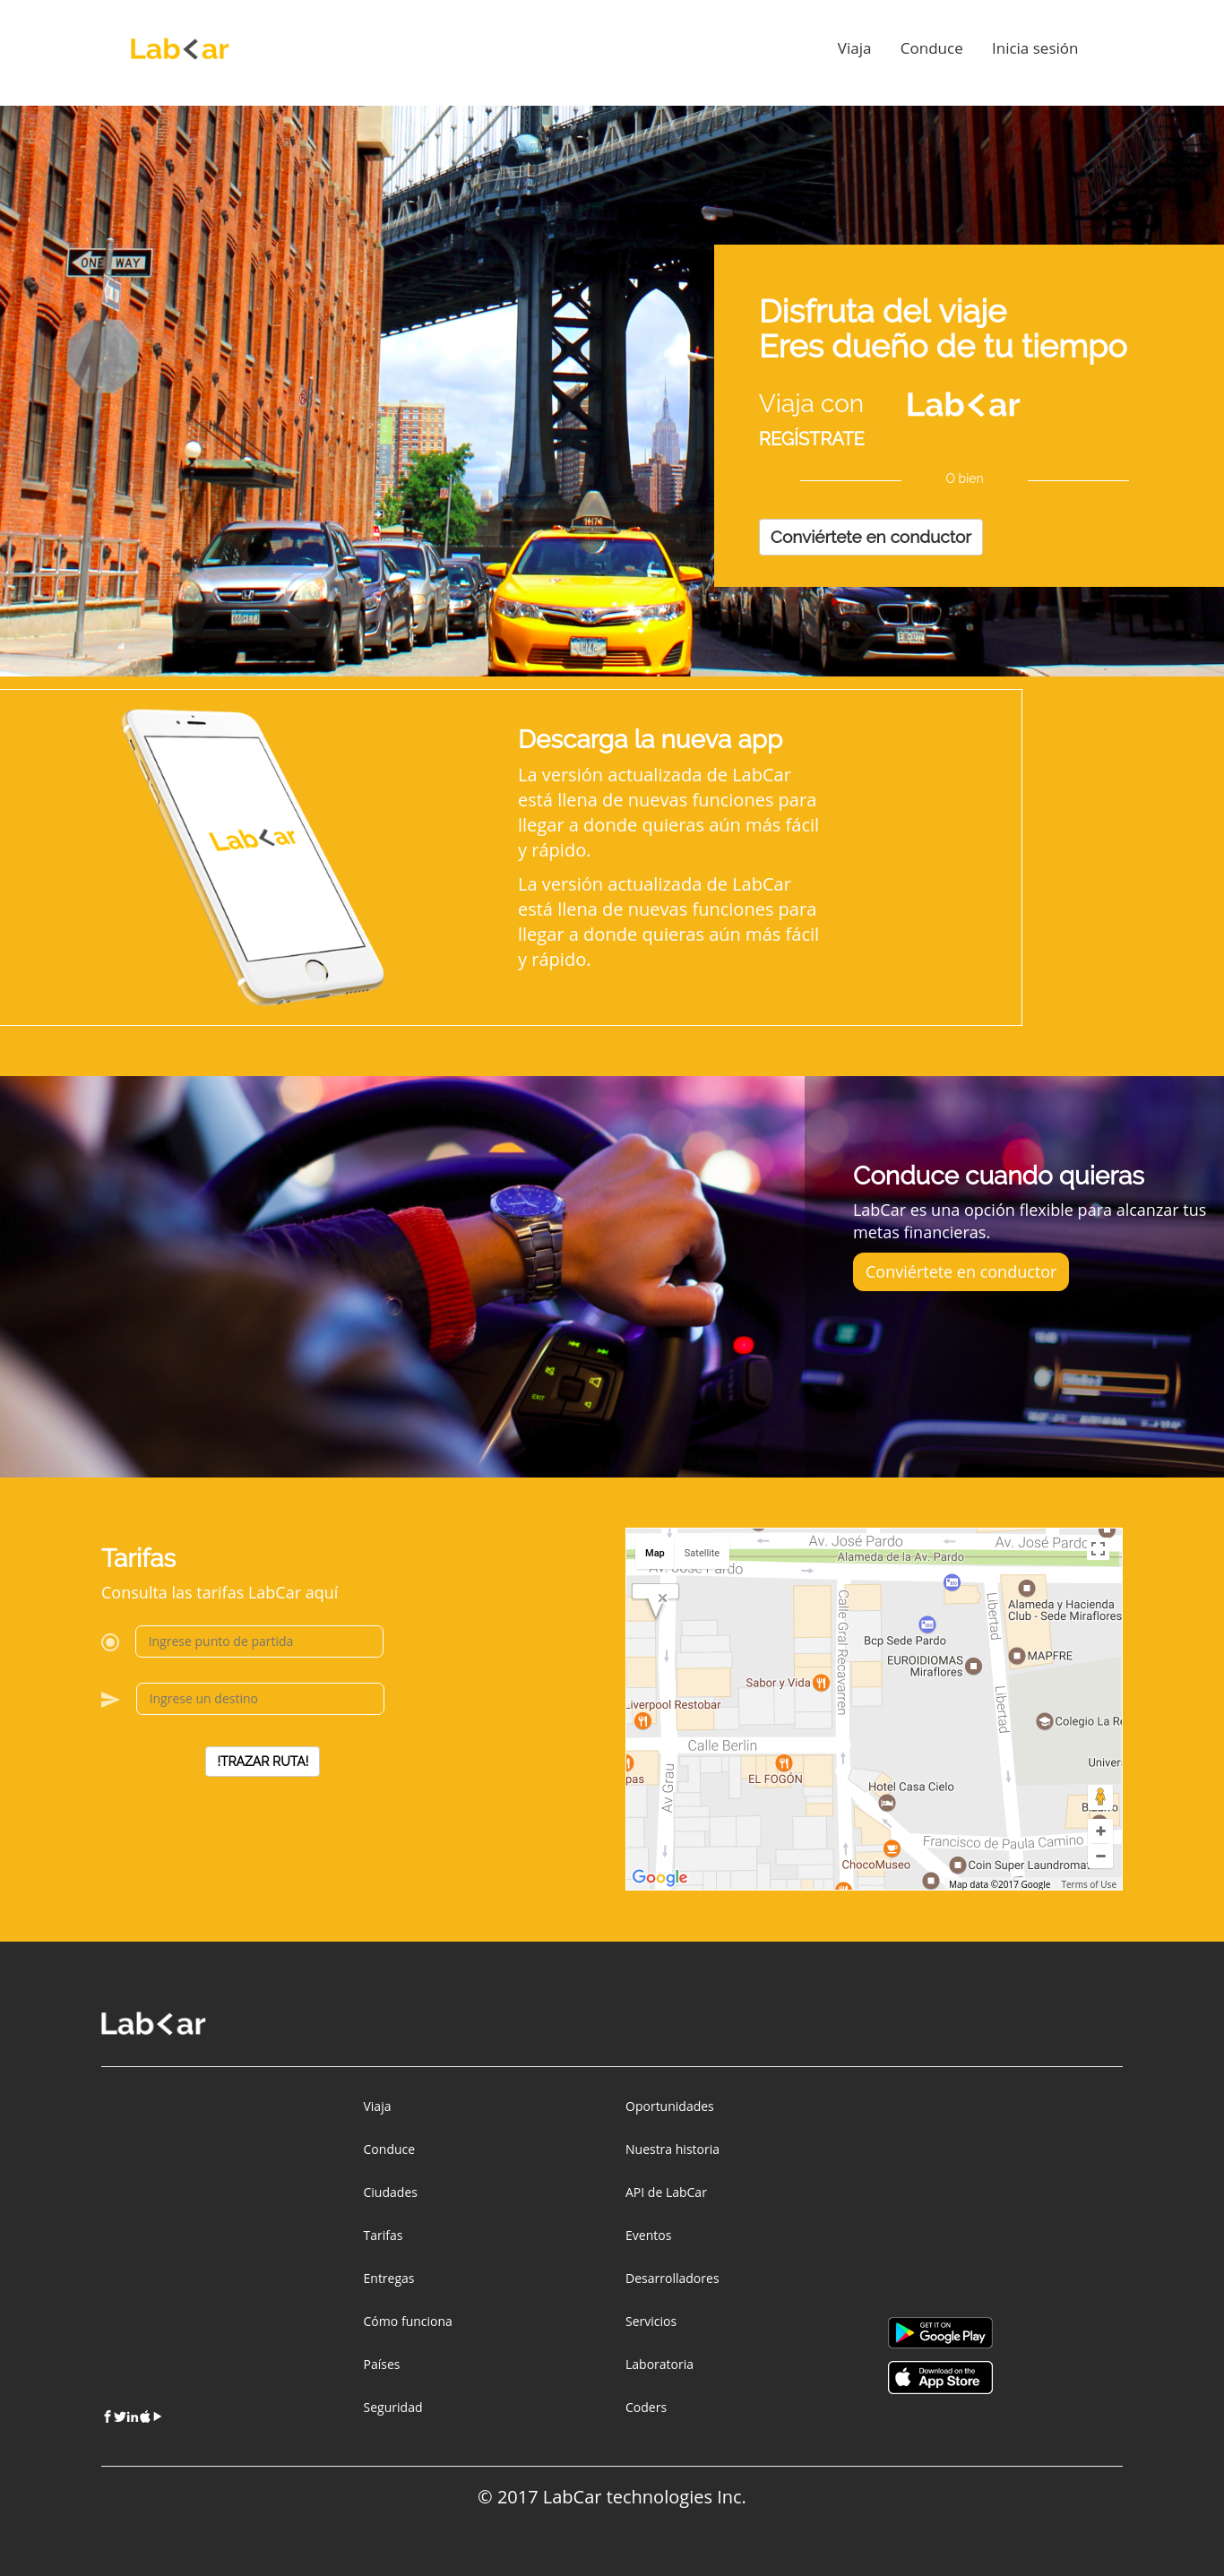 Lab<ar
Viaja
Conduce
Inicia sesión
ONE WAY
Disfruta del viaje
Eres dueño de tu tiempo
Viaja con Lab<ar
REGÍSTRATE
O bien
Conviértete en conductor
1H74
Descarga la nueva app
La versión actualizada de LabCar
está llena de nuevas funciones para
llegar a donde quieras aún más fácil
y rápido.
La versión actualizada de LabCar
está llena de nuevas funciones para
llegar a donde quieras aún más fácil
y rápido.
Lab<ar
Conduce cuando quieras
LabCar es una opción flexible para alcanzar tus
metas financieras.
Conviértete en conductor
EXIT
Tarifas
Consulta las tarifas LabCar aquí
Ingrese punto de partida
Ingrese un destino
!TRAZAR RUTA!
Map
Satellite
Av. José Pardo
Av. José Pardo
Alameda de la Av. Pardo
Av. José Pardo
Alameda y Hacienda
Club - Sede Miraflores
Calle Gral Recavarren
Libertad
Bcp Sede Pardo
MAPFRE
EUROIDIOMAS
Miraflores
Sabor y Vida
Liverpool Restobar
Libertad
Colegio La Re
Calle Berlin
Univers
EL FOGÓN
pas
Av Grau
Hotel Casa Cielo
Francisco de Paula Camino
ChocoMuseo
Coin Super Laundromat
Google
Map data ©2017 Google
Terms of Use
Lab<ar
Viaja
Conduce
Ciudades
Tarifas
Entregas
Cómo funciona
Países
Seguridad
Oportunidades
Nuestra historia
API de LabCar
Eventos
Desarrolladores
Servicios
Laboratoria
Coders
GET IT ON
Google Play
Download on the
App Store
© 2017 LabCar technologies Inc.